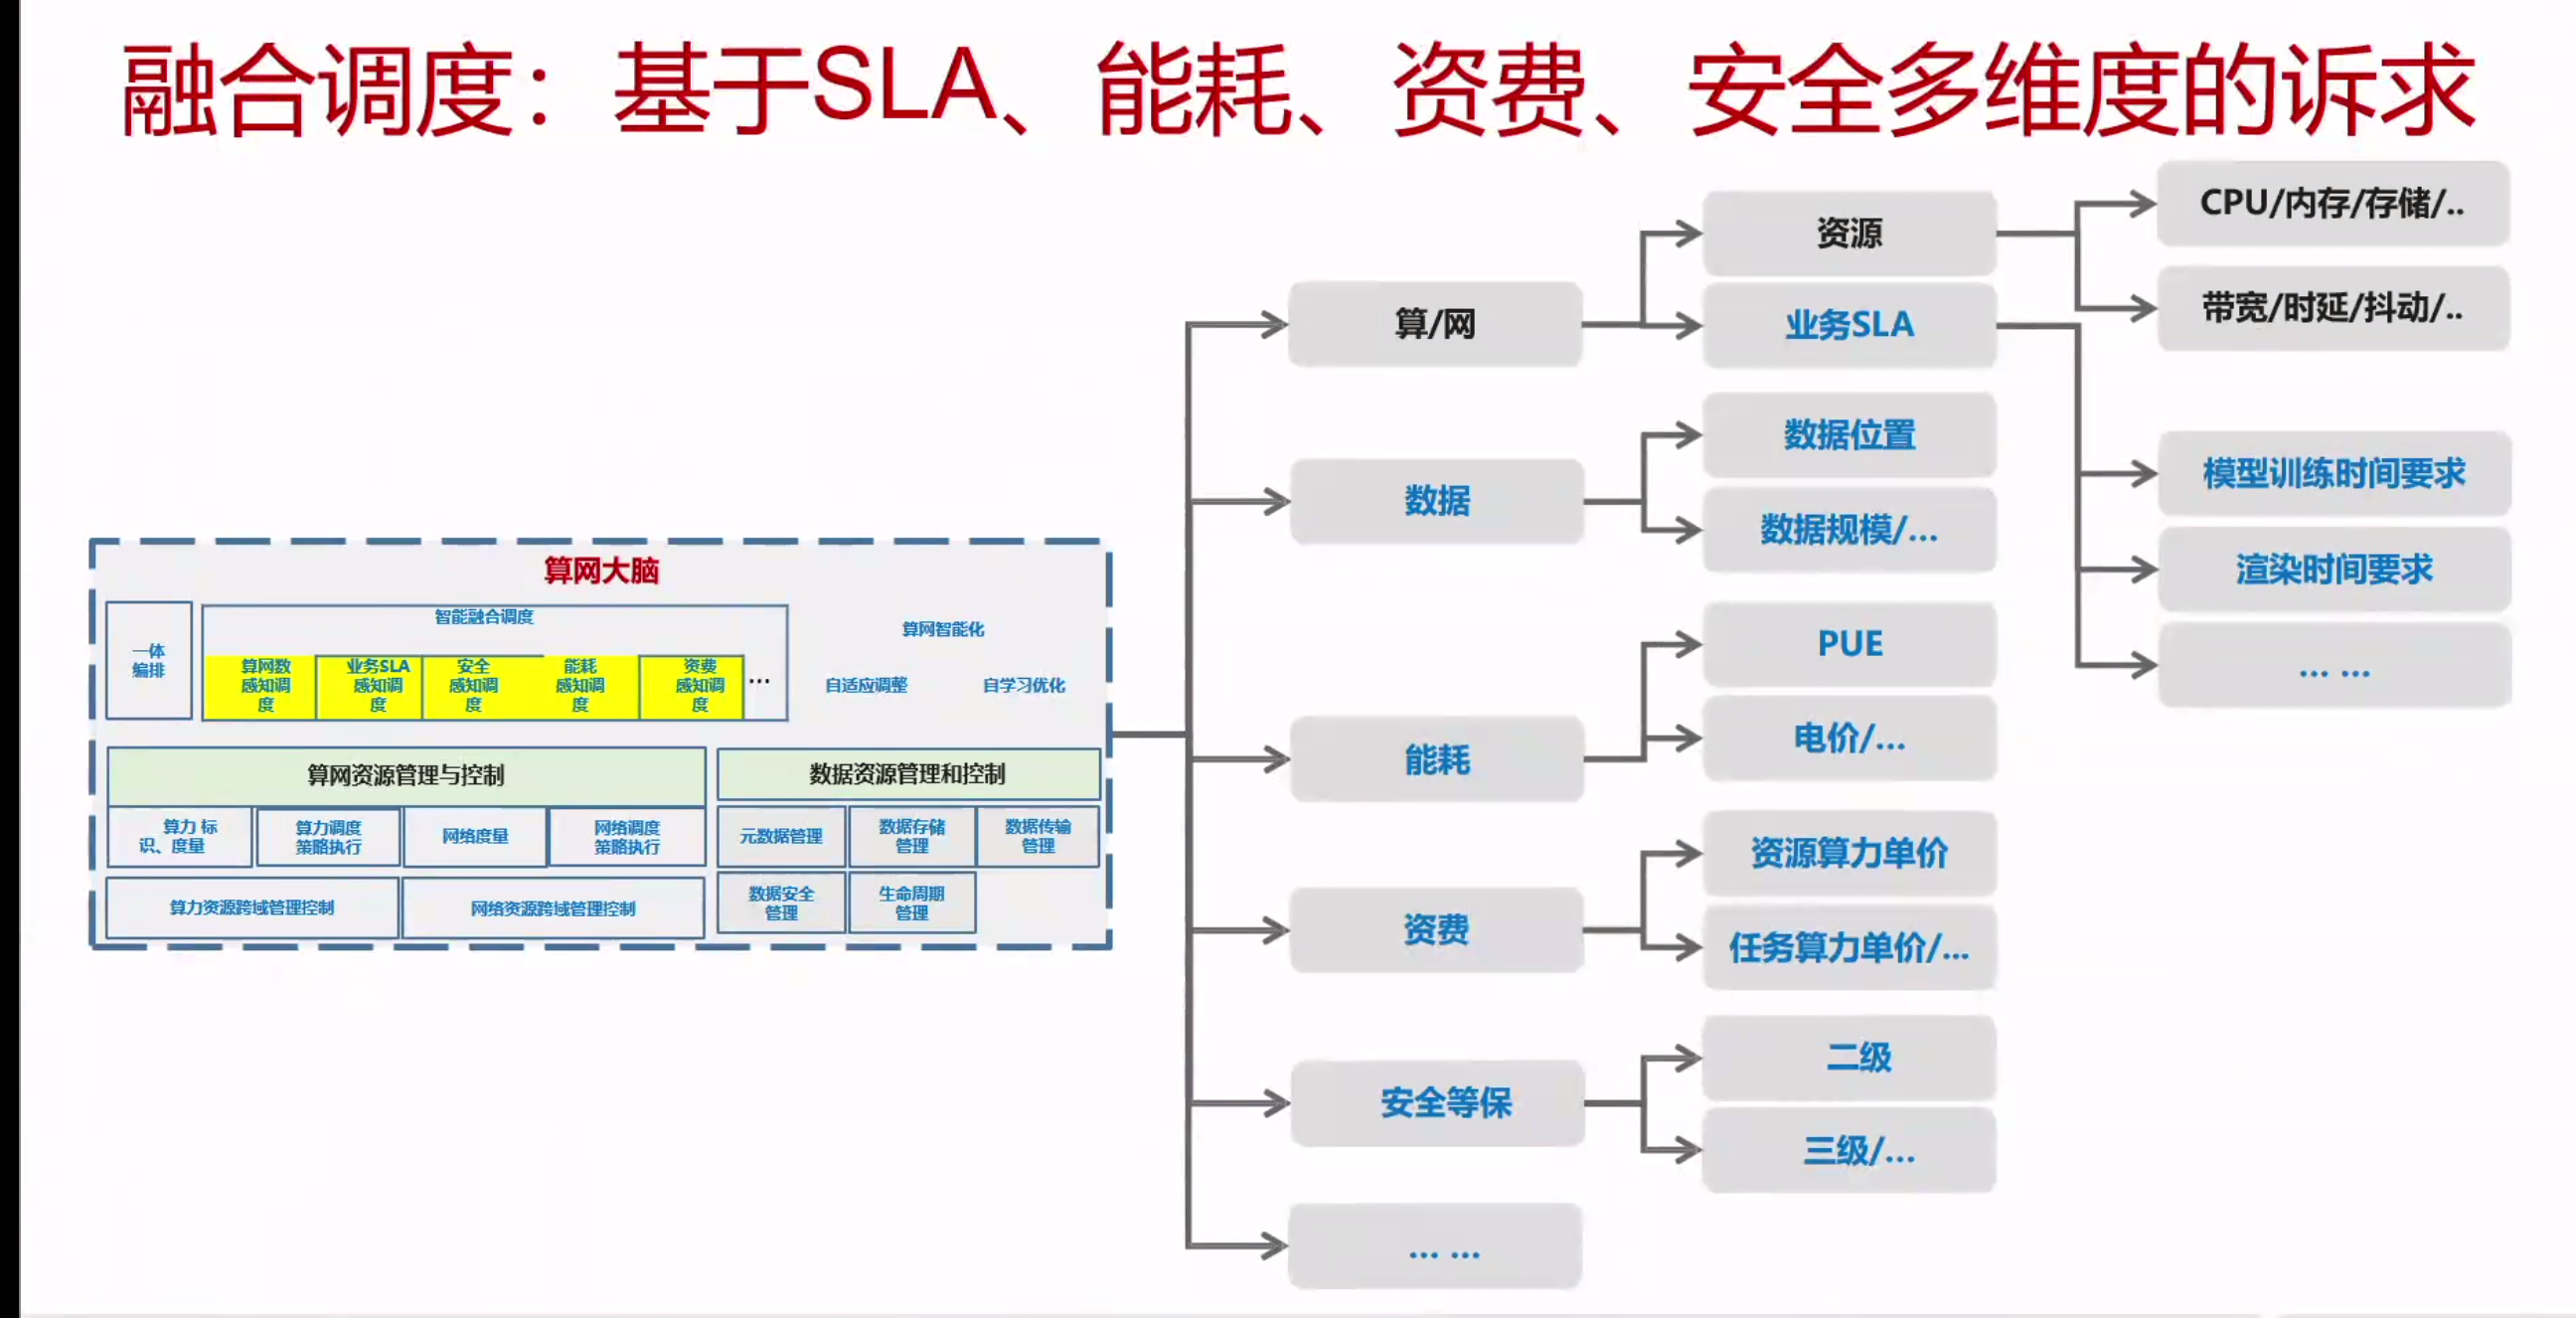 融合调度：基于SLA、能耗、资费、安全多维度的诉求
算网大脑
一体
编排
智能融合调度
算网数
感知调
度
业务SLA
感知调
度
安全
感知调
度
能耗
感知调
度
资费
感知调
度
...
算网智能化
自适应调整
自学习优化
算网资源管理与控制
算力 标
识、度量
算力调度
策略执行
网络度量
网络调度
策略执行
算力资源跨域管理控制
网络资源跨域管理控制
数据资源管理和控制
元数据管理
数据存储
管理
数据传输
管理
数据安全
管理
生命周期
管理
算/网
资源
CPU/内存/存储/..
带宽/时延/抖动/..
业务SLA
模型训练时间要求
渲染时间要求
... ...
数据
数据位置
数据规模/...
能耗
PUE
电价/...
资费
资源算力单价
任务算力单价/...
安全等保
二级
三级/...
... ...